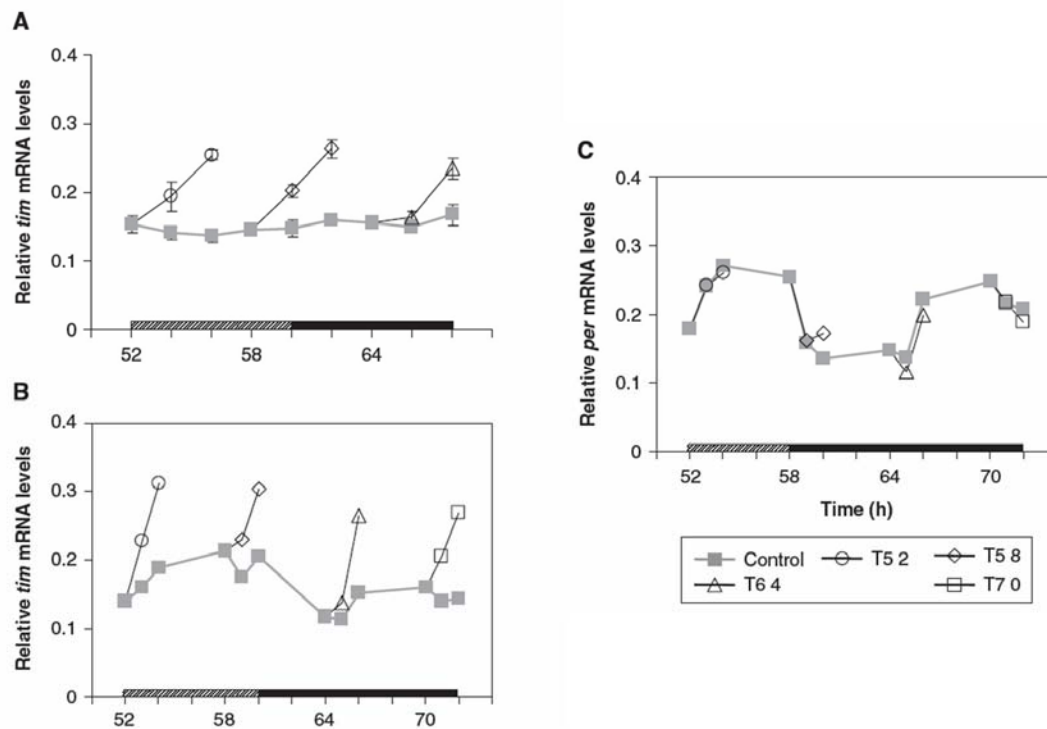 A
Relative tim mRNA levels
0.4
0.3
0.2
0.1
0
52 58 64
B
Relative tim mRNA levels
0.4
0.3
0.2
0.1
0
52 58 64 70
C
Relative per mRNA levels
0.4
0.3
0.2
0.1
0
52 58 64 70
Time (h)
Control T5 2 T5 8
T6 4 T7 0